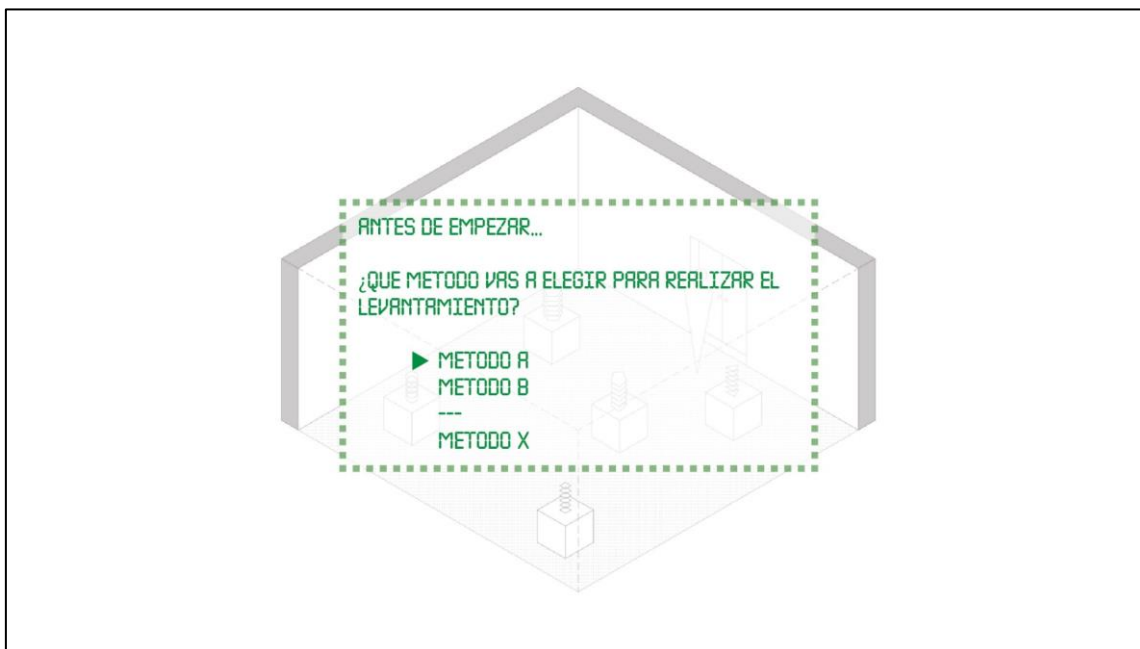 ANTES DE EMPEZAR...
¿QUE METODO VAS A ELEGIR PARA REALIZAR EL
LEVANTAMIENTO?
▶ METODO A
METODO B
---
METODO X